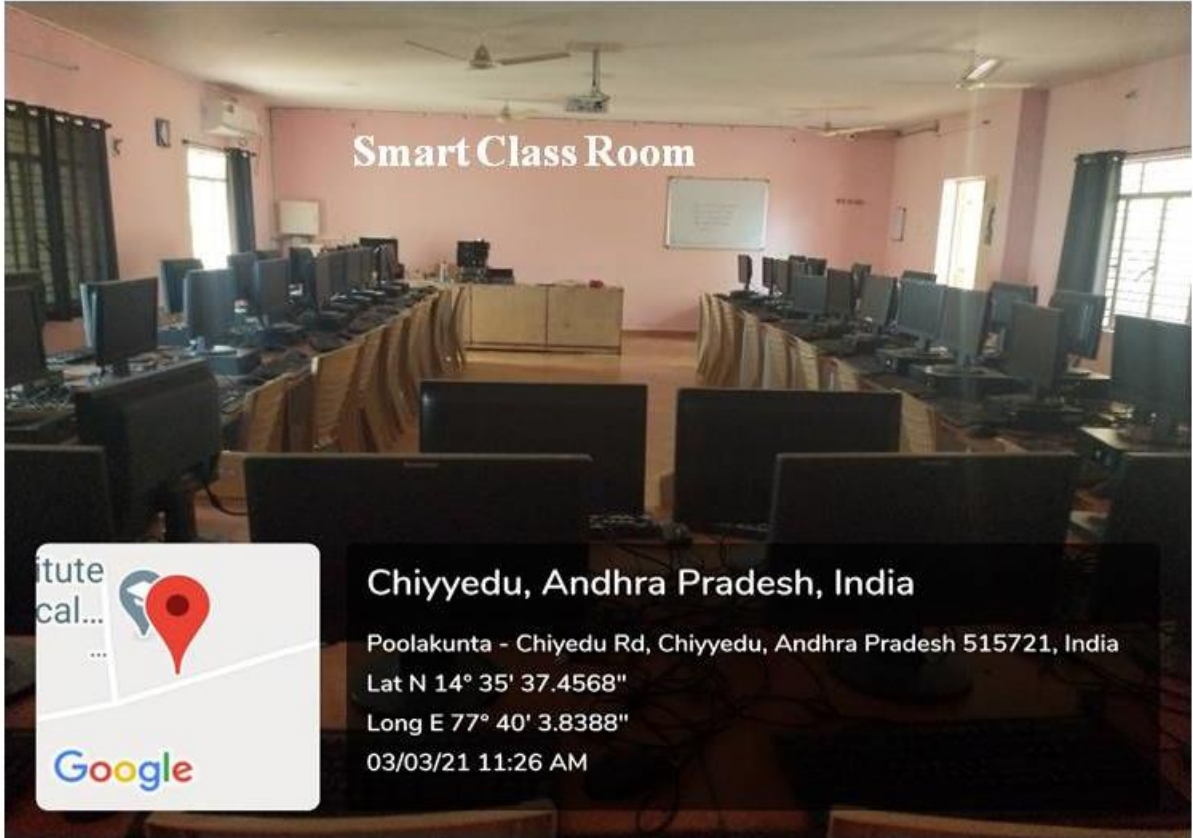 Smart Class Room
itute
cal...
...
Google
Chiyyedu, Andhra Pradesh, India
Poolakunta - Chiyedu Rd, Chiyyedu, Andhra Pradesh 515721, India
Lat N 14° 35' 37.4568"
Long E 77° 40' 3.8388"
03/03/21 11:26 AM